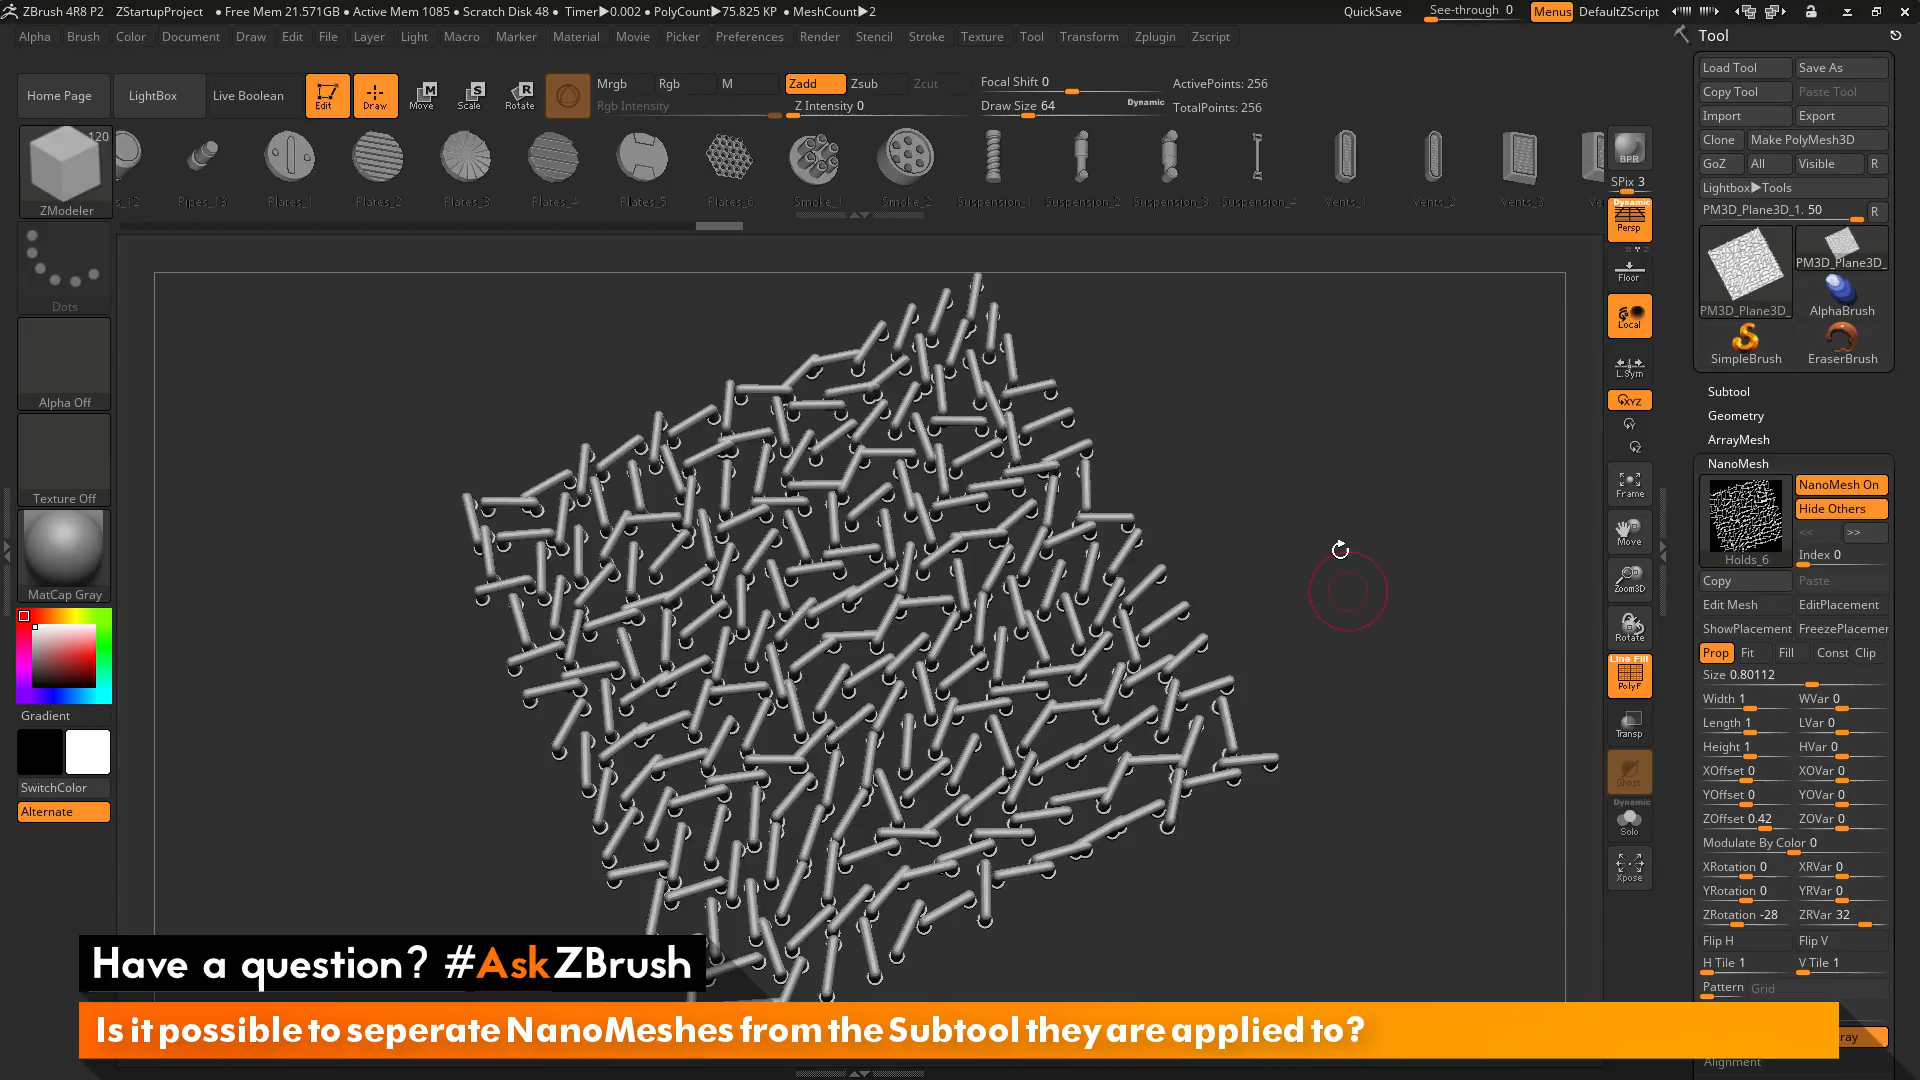 ZBrush 4R8 P2 ZStartupProject • Free Mem 21.571GB • Active Mem 1085 • Scratch Disk 48 • Timer▶0.002 • PolyCount▶75.825 KP • MeshCount▶2 QuickSave See-through 0 Menus DefaultZScript
Alpha Brush Color Document Draw Edit File Layer Light Macro Marker Material Movie Picker Preferences Render Stencil Stroke Texture Tool Transform Zplugin Zscript
Home Page LightBox Live Boolean Edit Draw Move Scale Rotate
Mrgb Rgb M Zadd Zsub Zcut Focal Shift 0 ActivePoints: 256
Rgb Intensity Z Intensity 0 Draw Size 64 Dynamic TotalPoints: 256
120
ZModeler
s_12 Pipes_13 Plates_1 Plates_2 Plates_3 Plates_4 Plates_5 Plates_6 Smoke_1 Smoke_2 Suspension_1 Suspension_2 Suspension_3 Suspension_4 Vents_1 Vents_2 Vents_3 Ve
Dots
Alpha Off
Texture Off
MatCap Gray
Gradient
SwitchColor
Alternate
BPR
SPix 3
Dynamic
Persp
Floor
Local
L.Sym
XYZ
Frame
Move
Zoom3D
Rotate
Line Fill
PolyF
Transp
Ghost
Dynamic
Solo
Xpose
Tool
Load Tool Save As
Copy Tool Paste Tool
Import Export
Clone Make PolyMesh3D
GoZ All Visible R
Lightbox▶Tools
PM3D_Plane3D_1. 50 R
PM3D_Plane3D_
PM3D_Plane3D_ AlphaBrush
SimpleBrush EraserBrush
Subtool
Geometry
ArrayMesh
NanoMesh
NanoMesh On
Hide Others
<< >>
Holds_6 Index 0
Copy Paste
Edit Mesh EditPlacement
ShowPlacement FreezePlacemer
Prop Fit Fill Const Clip
Size 0.80112
Width 1 WVar 0
Length 1 LVar 0
Height 1 HVar 0
XOffset 0 XOVar 0
YOffset 0 YOVar 0
ZOffset 0.42 ZOVar 0
Modulate By Color 0
XRotation 0 XRVar 0
YRotation 0 YRVar 0
ZRotation -28 ZRVar 32
Flip H Flip V
H Tile 1 V Tile 1
Pattern Grid
ray
Alignment
Have a question? #AskZBrush
Is it possible to seperate NanoMeshes from the Subtool they are applied to?